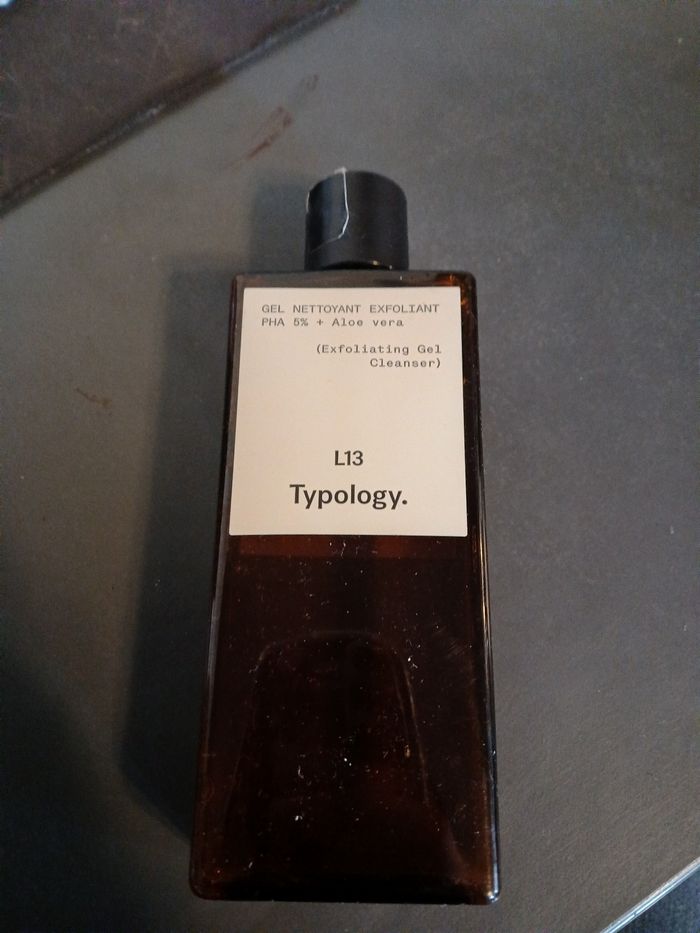 GEL NETTOYANT EXFOLIANT
PHA 5% + Aloe vera
(Exfoliating Gel
Cleanser)
L13
Typology.